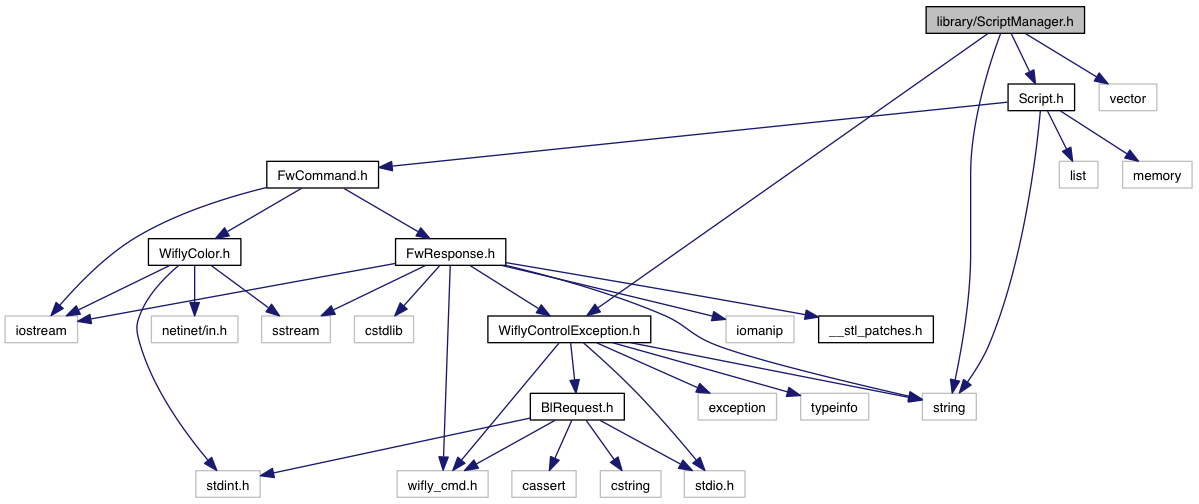 library/ScriptManager.h
Script.h
vector
FwCommand.h
list
memory
WiflyColor.h
FwResponse.h
iostream
netinet/in.h
sstream
cstdlib
WiflyControlException.h
iomanip
__stl_patches.h
BlRequest.h
exception
typeinfo
string
stdint.h
wifly_cmd.h
cassert
cstring
stdio.h